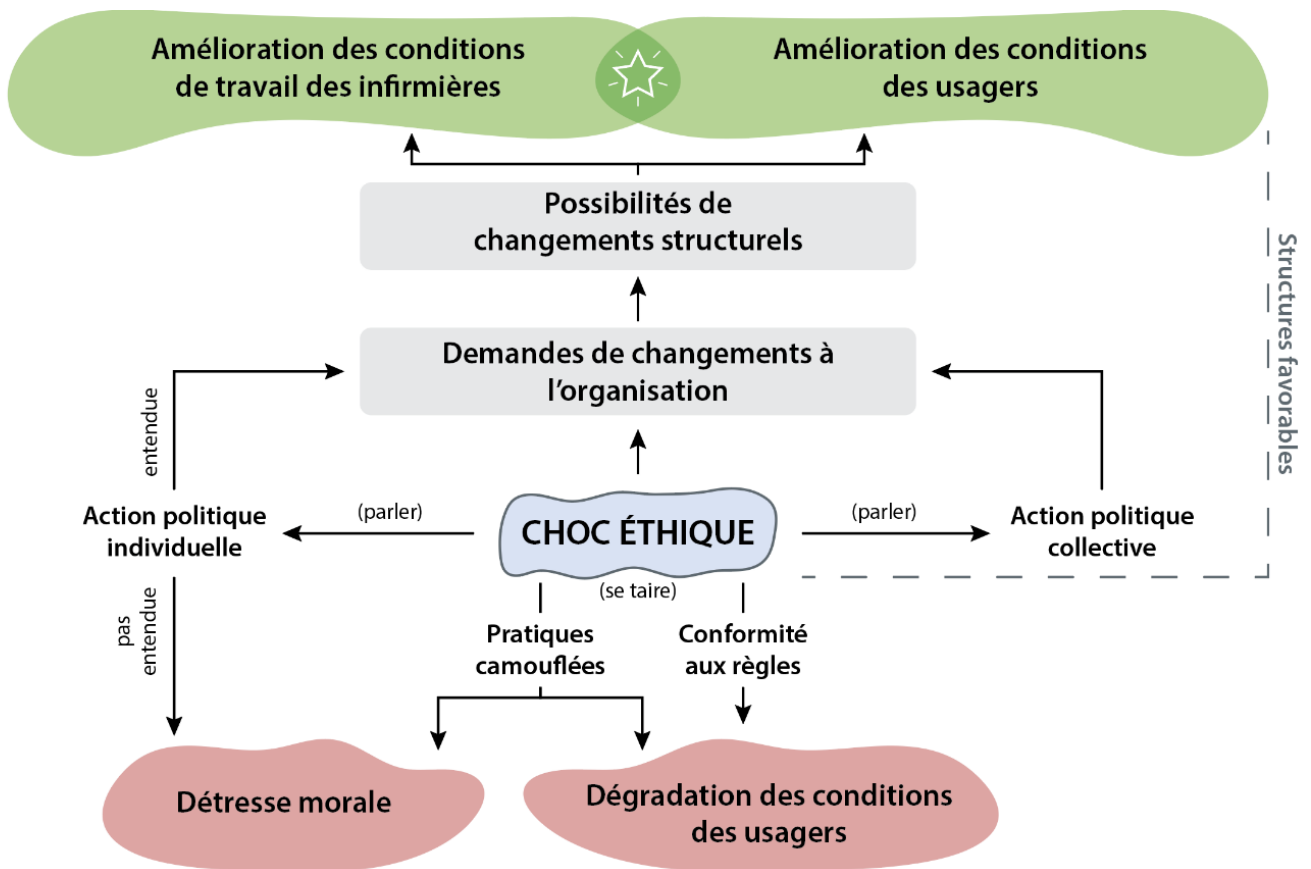 Amélioration des conditions
de travail des infirmières
Amélioration des conditions
des usagers
Possibilités de
changements structurels
Structures favorables
Demandes de changements à
l’organisation
entendue
Action politique
individuelle
(parler)
CHOC ÉTHIQUE
(parler)
Action politique
collective
(se taire)
pas
entendue
Pratiques
camouflées
Conformité
aux règles
Détresse morale
Dégradation des conditions
des usagers